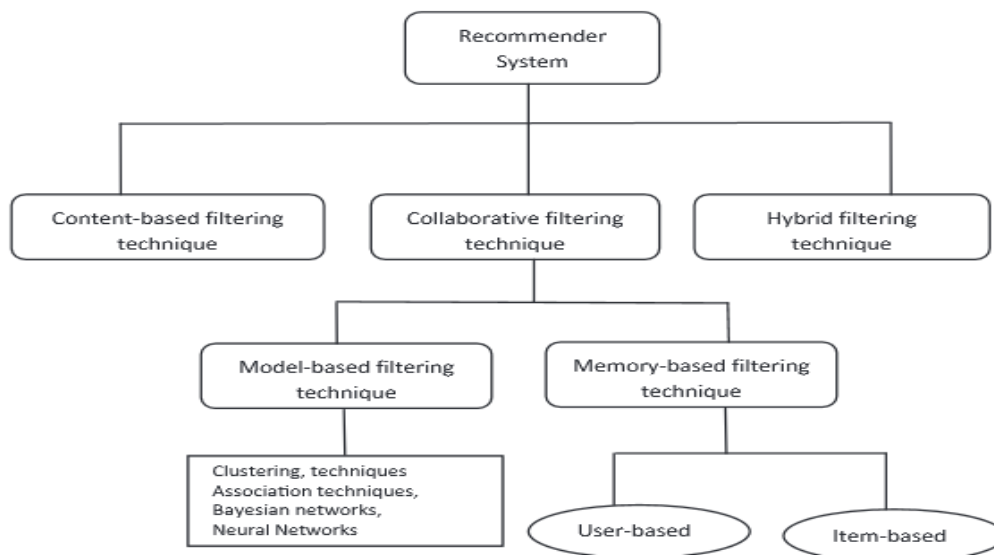 Recommender
System
Content-based filtering
technique
Collaborative filtering
technique
Hybrid filtering
technique
Model-based filtering
technique
Memory-based filtering
technique
Clustering, techniques
Association techniques,
Bayesian networks,
Neural Networks
User-based
Item-based